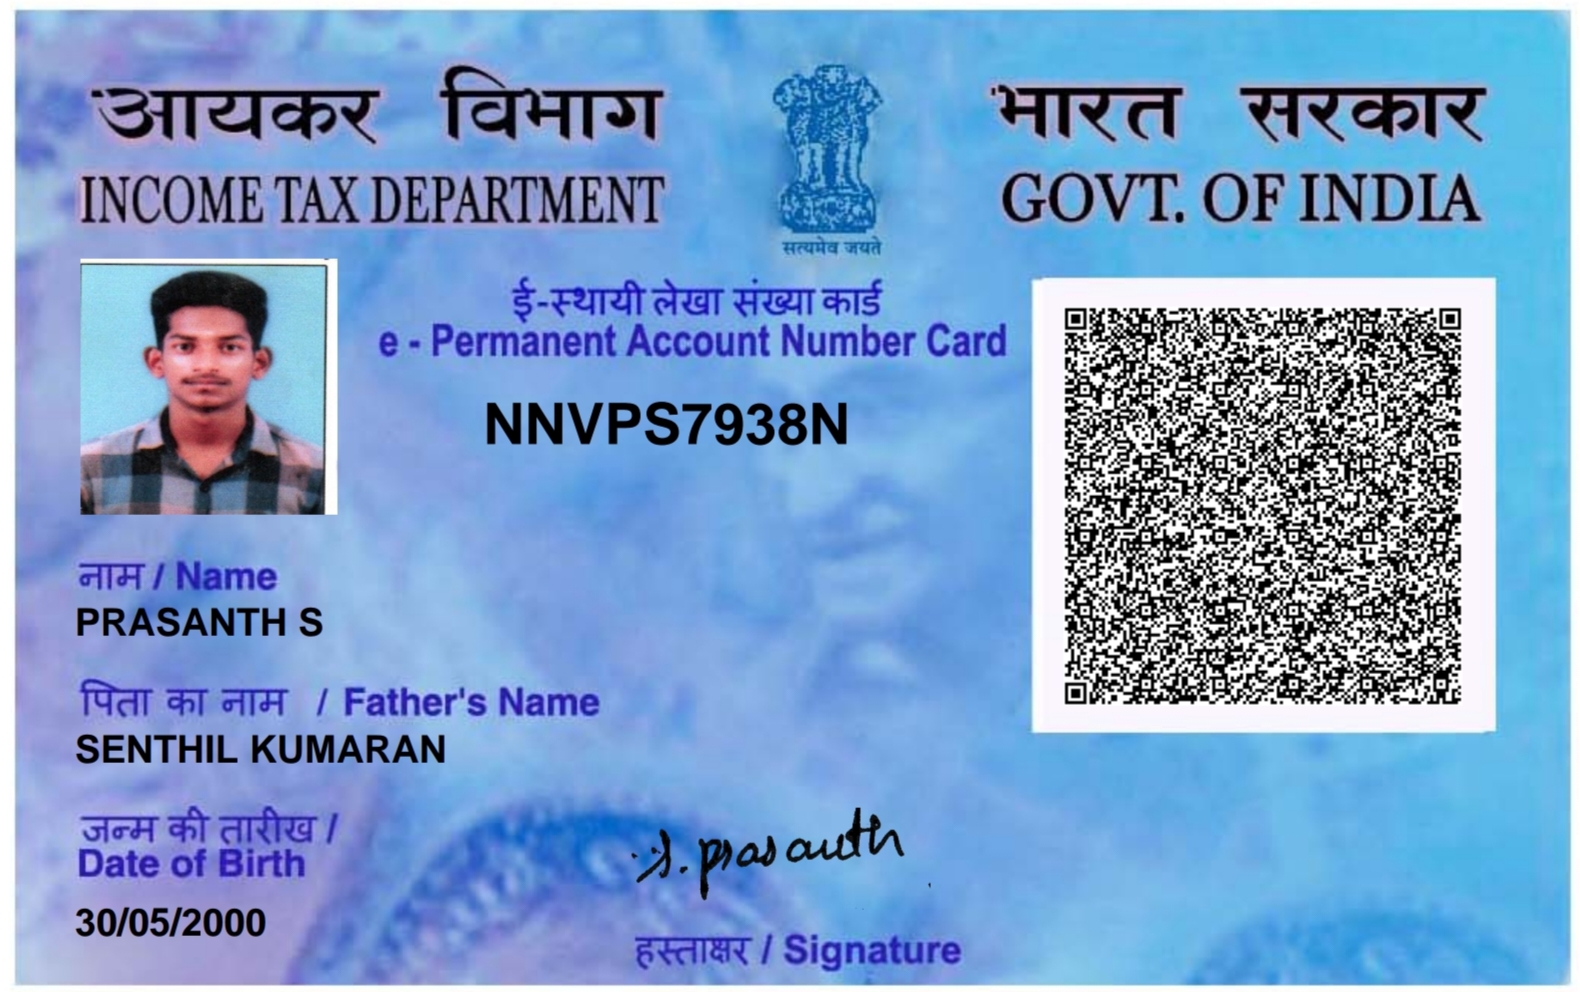 आयकर विभाग
INCOME TAX DEPARTMENT
सत्यमेव जयते
भारत सरकार
GOVT. OF INDIA
ई-स्थायी लेखा संख्या कार्ड
e - Permanent Account Number Card
NNVPS7938N
नाम / Name
PRASANTH S
पिता का नाम / Father's Name
SENTHIL KUMARAN
जन्म की तारीख /
Date of Birth
30/05/2000
S. prasanth
हस्ताक्षर / Signature